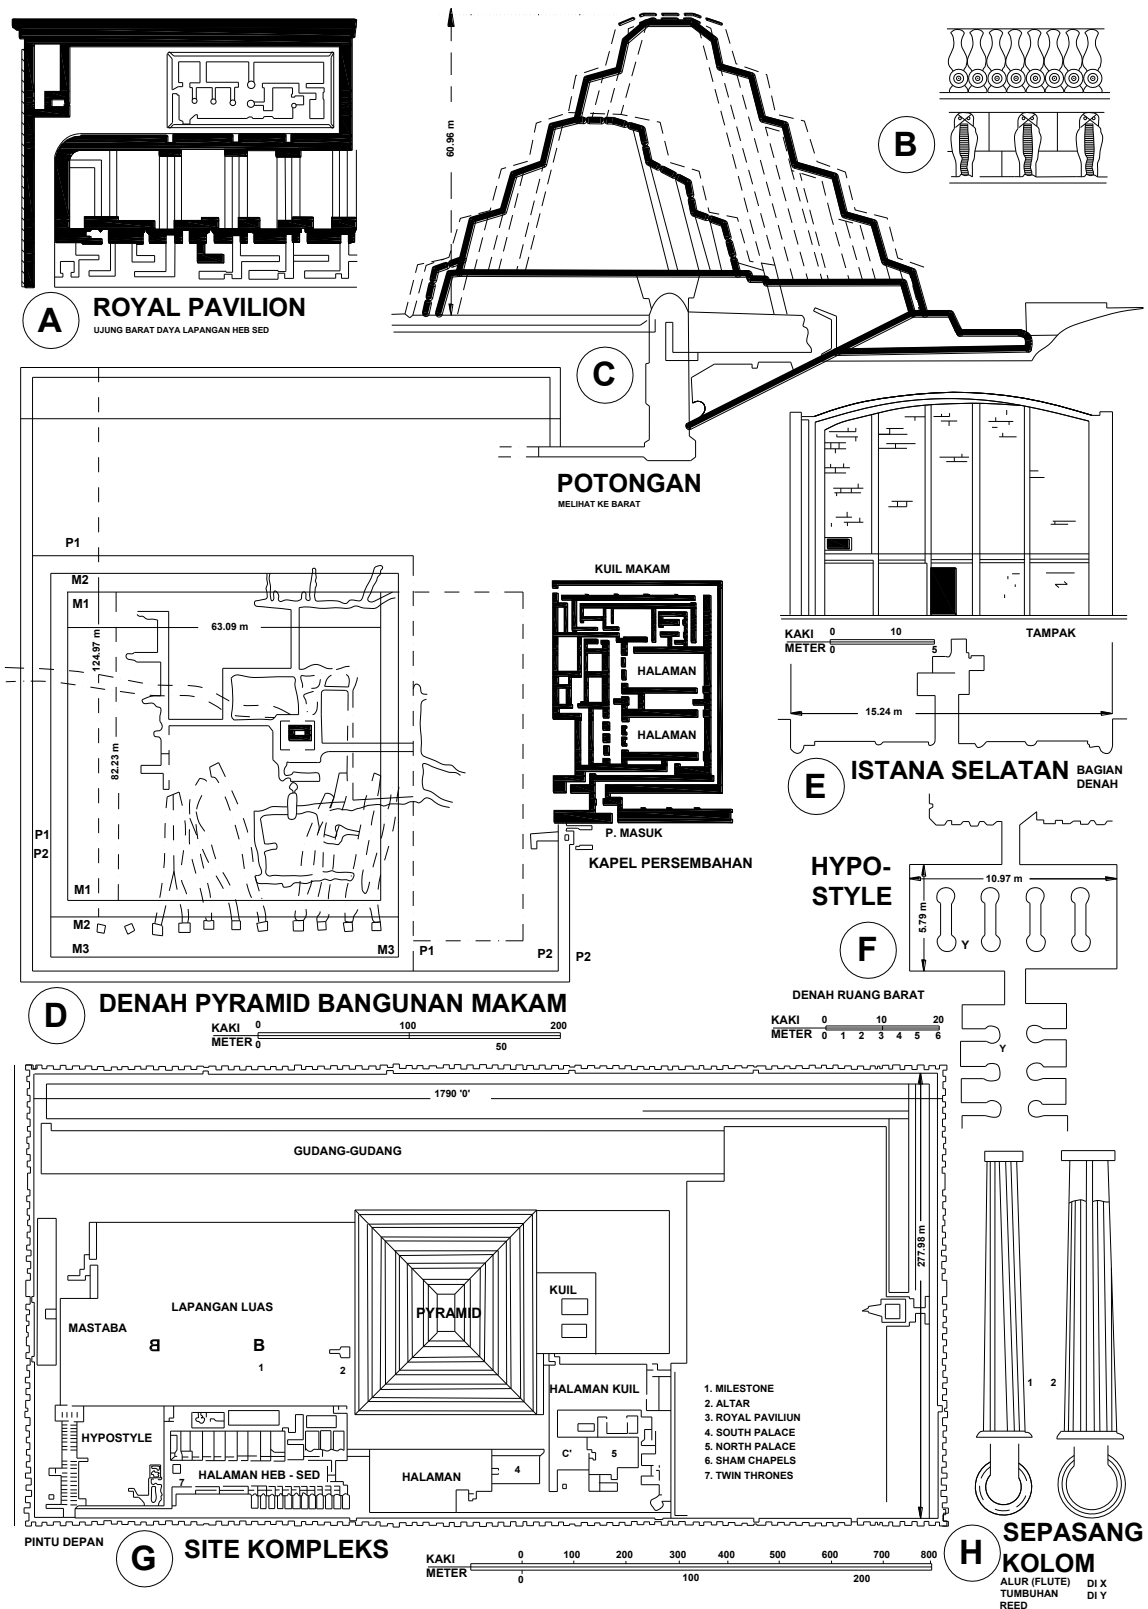 A
ROYAL PAVILION
UJUNG BARAT DAYA LAPANGAN HEB SED
60.96 m
B
C
POTONGAN
MELIHAT KE BARAT
P1
M2
M1
63.09 m
124.97 m
82.23 m
P1
P2
M1
M2
M3
M3
P1
P2
P2
KUIL MAKAM
HALAMAN
HALAMAN
P. MASUK
KAPEL PERSEMBAHAN
D
DENAH PYRAMID BANGUNAN MAKAM
KAKI 0 100 200
METER 0 50
KAKI 0 10
METER 0 5
TAMPAK
15.24 m
E
ISTANA SELATAN
BAGIAN
DENAH
HYPO-
STYLE
10.97 m
5.79 m
Y
F
DENAH RUANG BARAT
KAKI 0 10 20
METER 0 1 2 3 4 5 6
Y
1790 '0'
GUDANG-GUDANG
277.98 m
LAPANGAN LUAS
MASTABA
B
B
1
2
PYRAMID
KUIL
HALAMAN KUIL
HYPOSTYLE
7
HALAMAN HEB - SED
HALAMAN
4
C'
5
1. MILESTONE
2. ALTAR
3. ROYAL PAVILIUN
4. SOUTH PALACE
5. NORTH PALACE
6. SHAM CHAPELS
7. TWIN THRONES
PINTU DEPAN
G
SITE KOMPLEKS
KAKI 0 100 200 300 400 500 600 700 800
METER 0 100 200
1
2
H
SEPASANG
KOLOM
ALUR (FLUTE) DI X
TUMBUHAN DI Y
REED